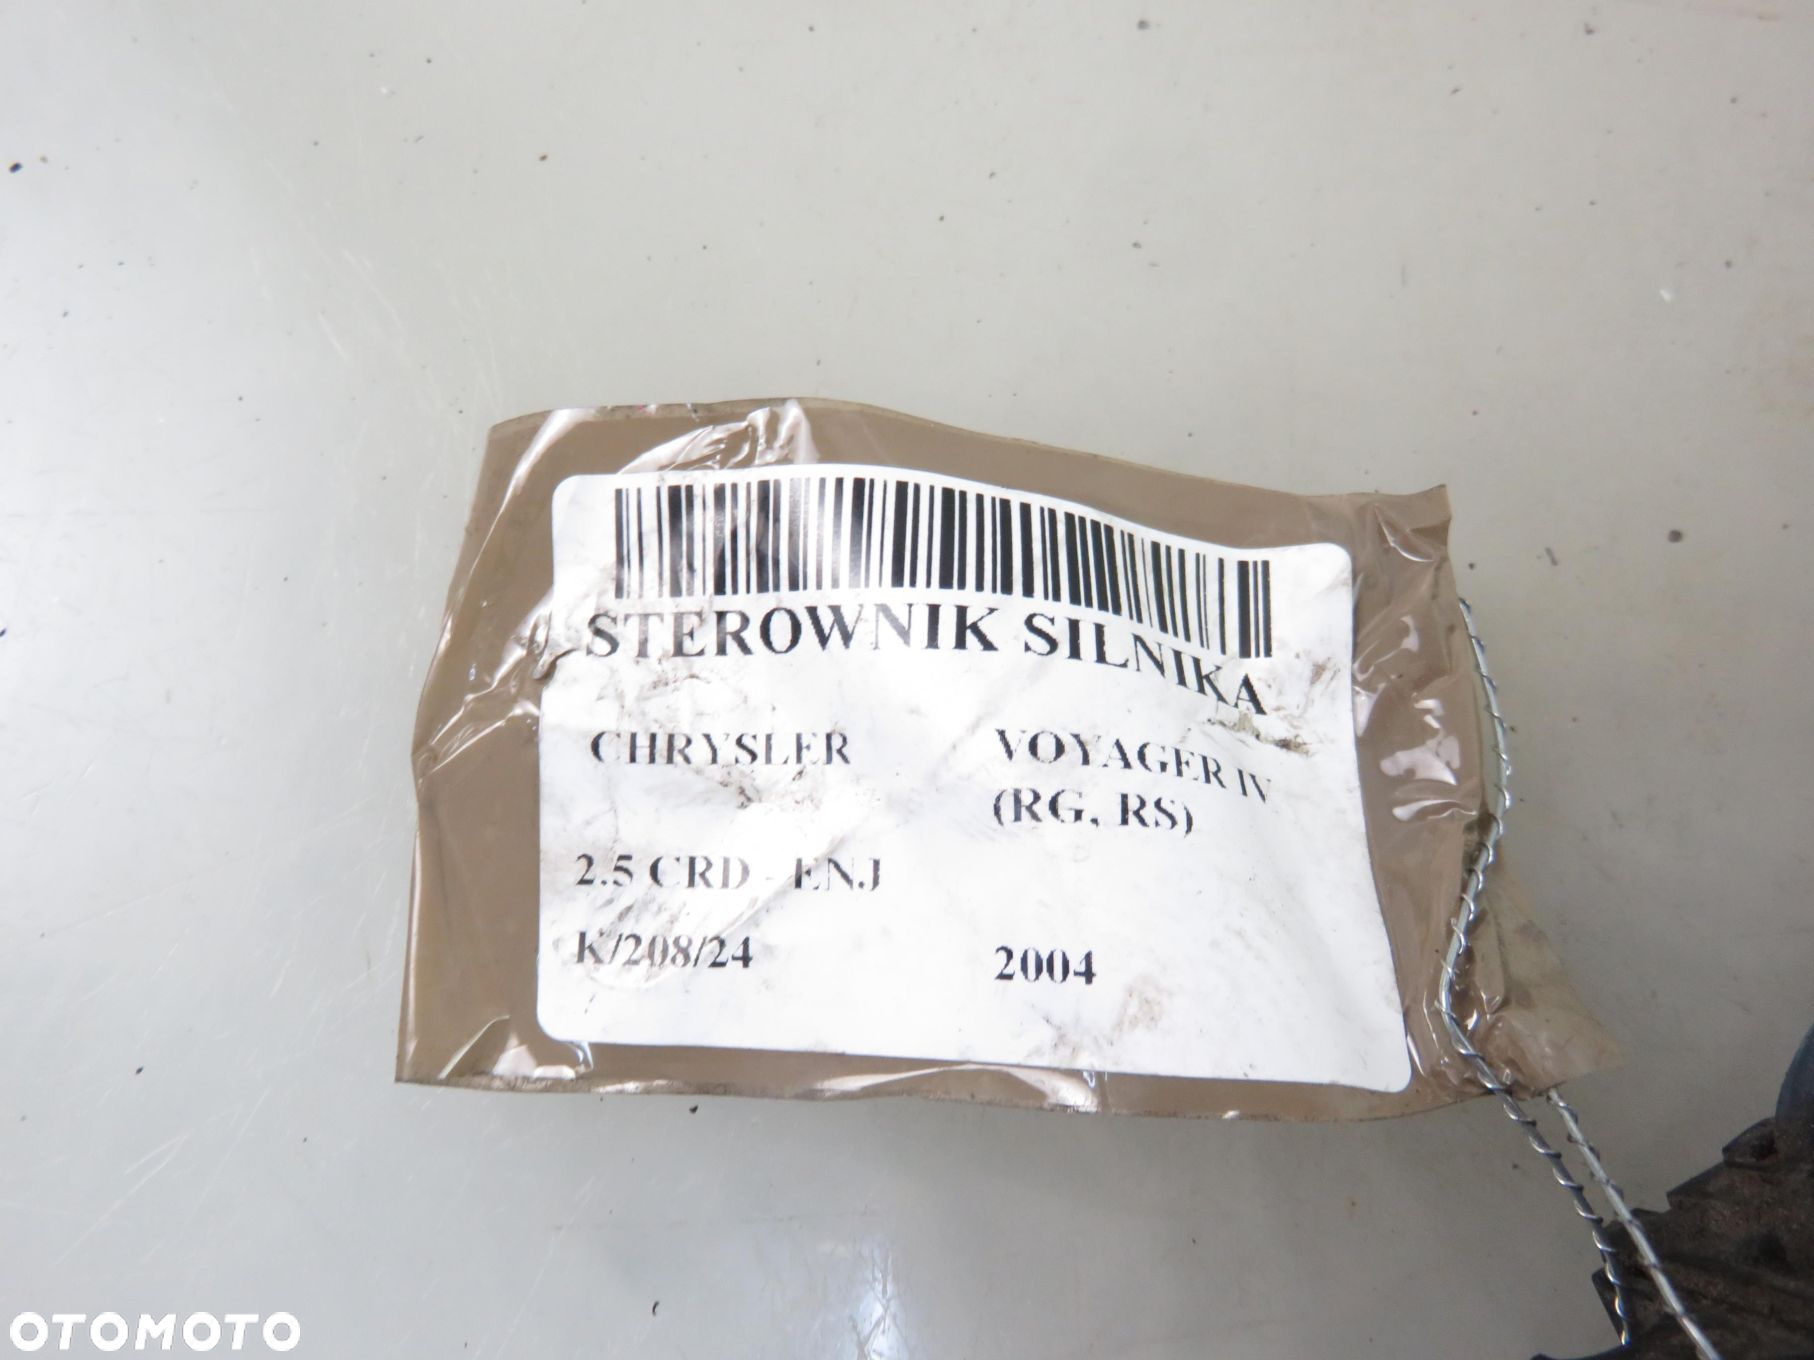 STEROWNIK SILNIKA
CHRYSLER VOYAGER IV
(RG, RS)
2.5 CRD - ENJ
K/208/24 2004
OTOMOTO